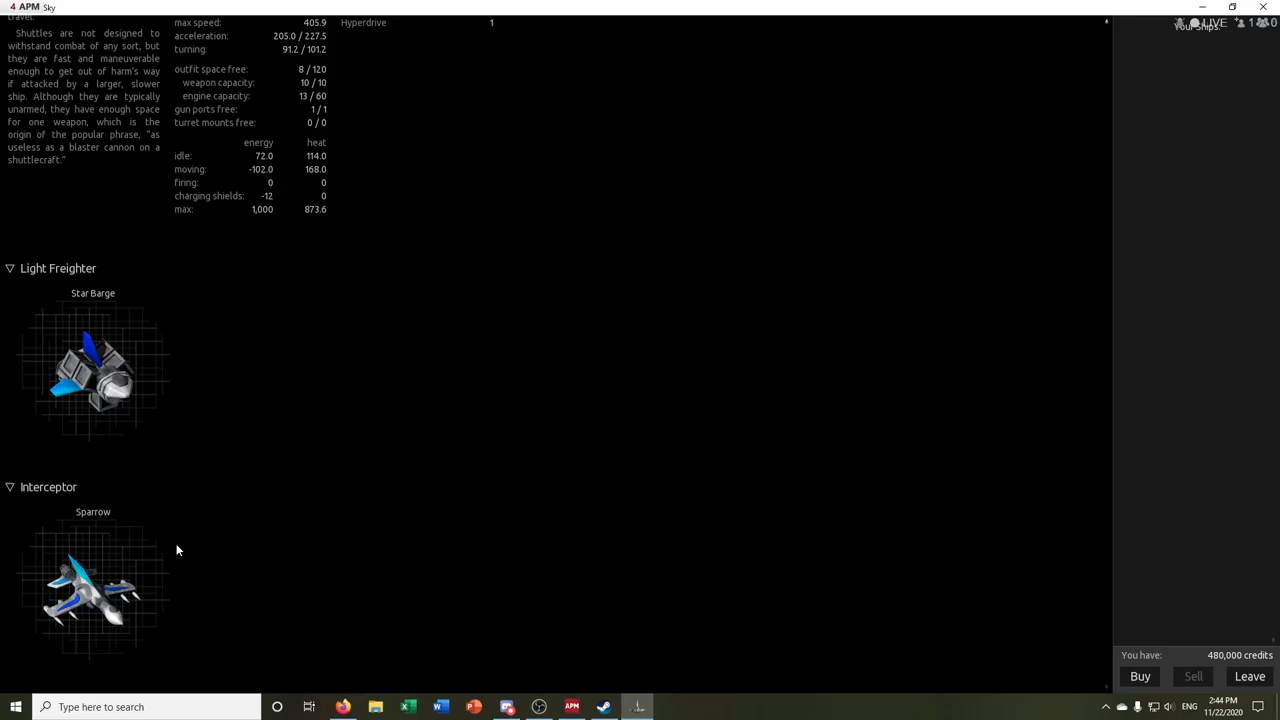 4 APM Sky
LIVE 1 0
travel.
Shuttles are not designed to
withstand combat of any sort, but
they are fast and maneuverable
enough to get out of harm's way
if attacked by a larger, slower
ship. Although they are typically
unarmed, they have enough space
for one weapon, which is the
origin of the popular phrase, "as
useless as a blaster cannon on a
shuttlecraft."
max speed: 405.9
acceleration: 205.0 / 227.5
turning: 91.2 / 101.2
outfit space free: 8 / 120
weapon capacity: 10 / 10
engine capacity: 13 / 60
gun ports free: 1 / 1
turret mounts free: 0 / 0
energy heat
idle: 72.0 114.0
moving: -102.0 168.0
firing: 0 0
charging shields: -12 0
max: 1,000 873.6
Hyperdrive 1
Your Ships:
Light Freighter
Star Barge
Interceptor
Sparrow
You have: 480,000 credits
Buy Sell Leave
Type here to search
APM
ENG
2:44 PM
11/22/2020